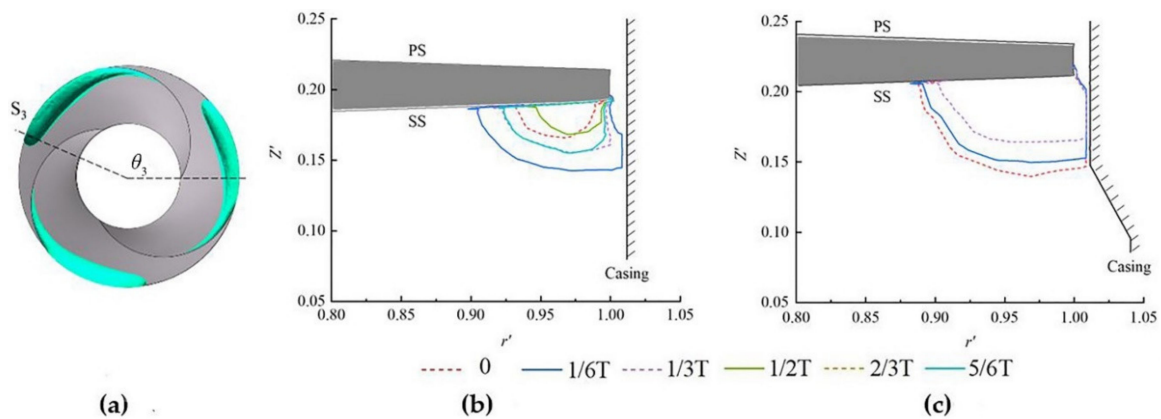 S3
θ3
0.25
0.20
0.15
0.10
0.05
Z'
PS
SS
Casing
0.80 0.85 0.90 0.95 1.00 1.05
r'
0.25
0.20
0.15
0.10
0.05
Z'
PS
SS
Casing
0.80 0.85 0.90 0.95 1.00 1.05
r'
0 1/6T 1/3T 1/2T 2/3T 5/6T
(a) (b) (c)